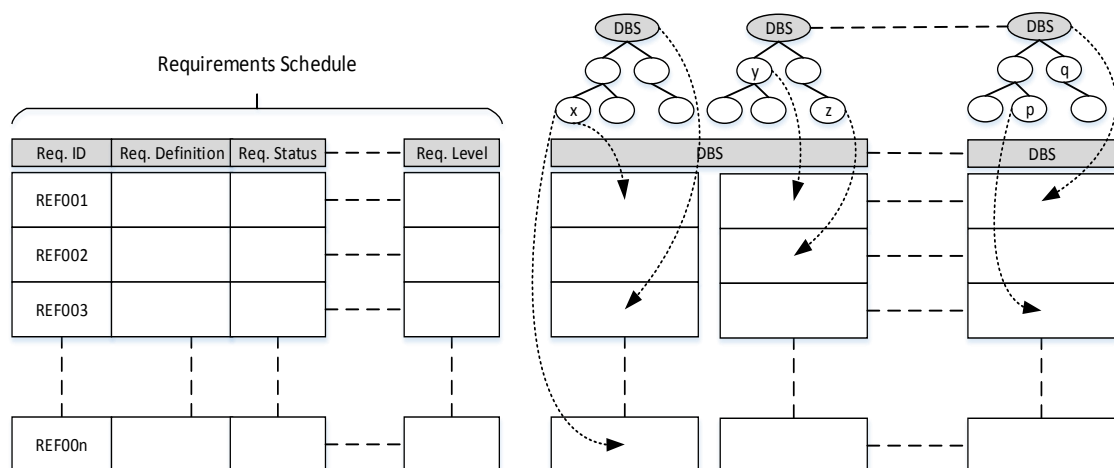 DBS DBS DBS
Requirements Schedule
y q
x z p
Req. ID Req. Definition Req. Status Req. Level DBS DBS
REF001
REF002
REF003
REF00n